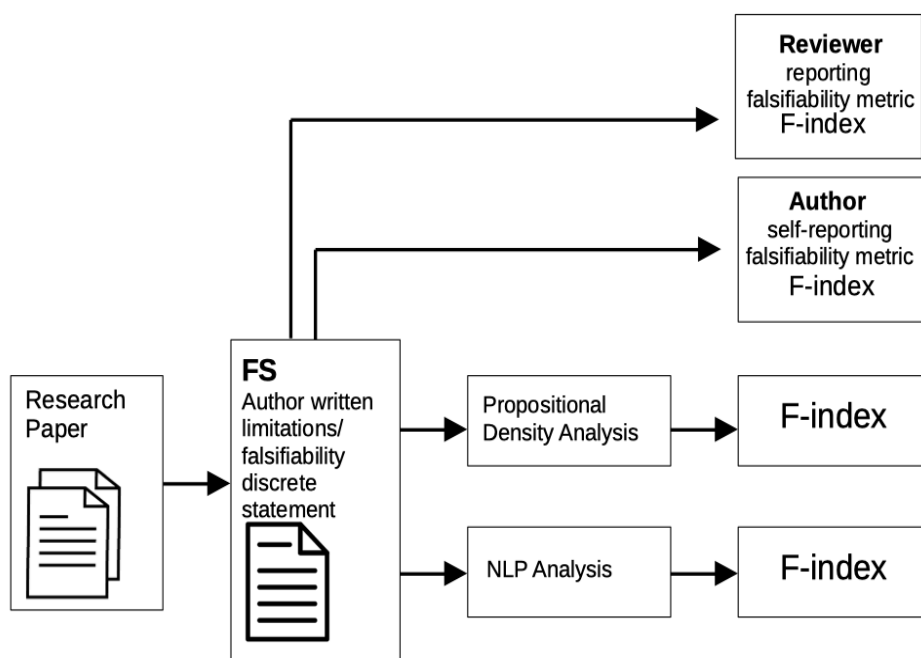 Reviewer
reporting
falsifiability metric
F-index
Author
self-reporting
falsifiability metric
F-index
Research
Paper
FS
Author written
limitations/
falsifiability
discrete
statement
Propositional
Density Analysis
F-index
NLP Analysis
F-index